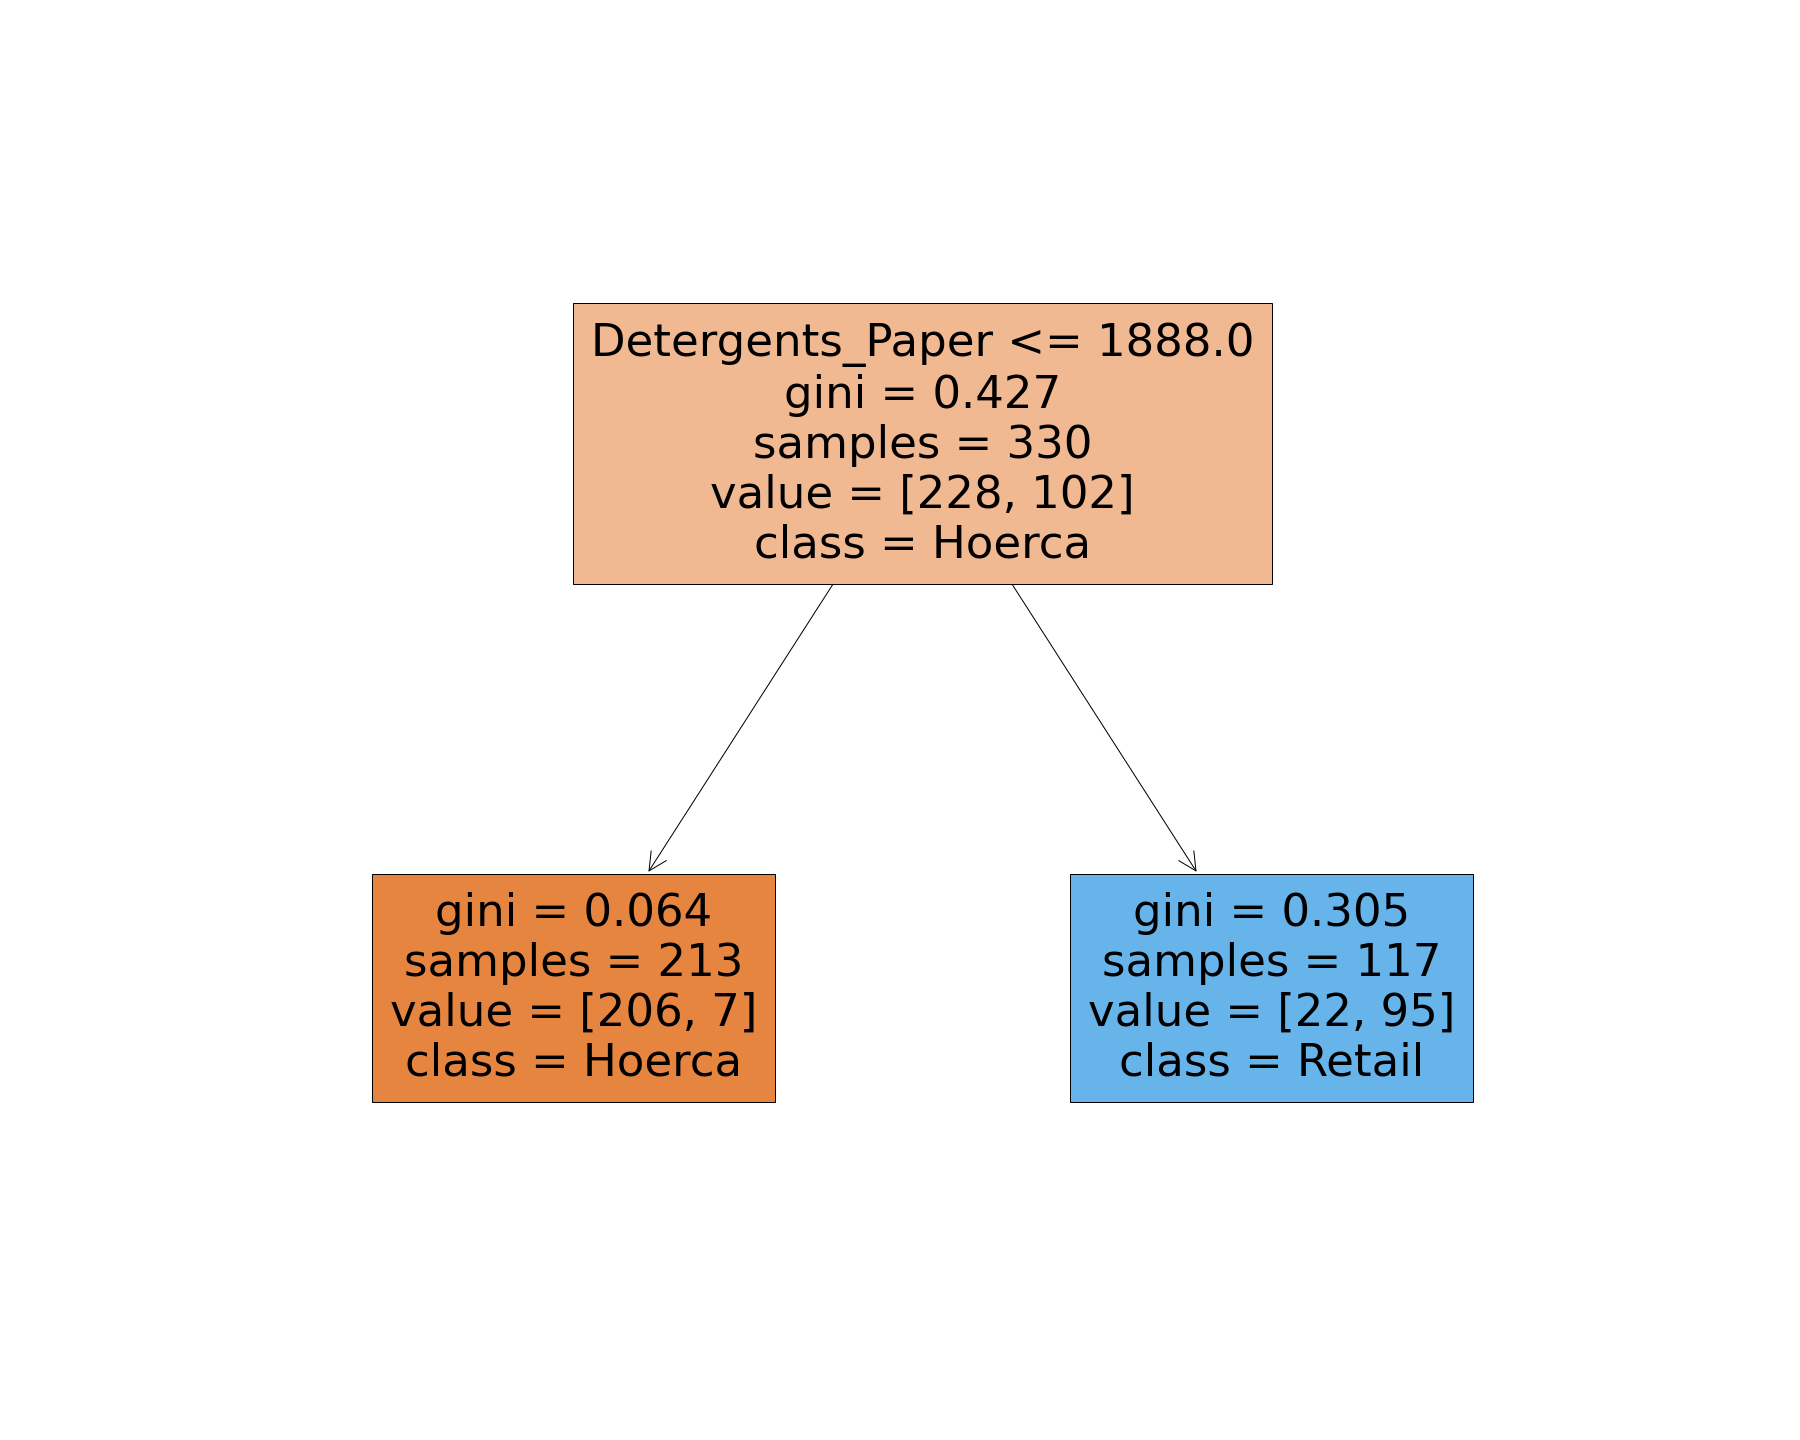 Detergents_Paper <= 1888.0
gini = 0.427
samples = 330
value = [228, 102]
class = Hoerca
gini = 0.064
samples = 213
value = [206, 7]
class = Hoerca
gini = 0.305
samples = 117
value = [22, 95]
class = Retail